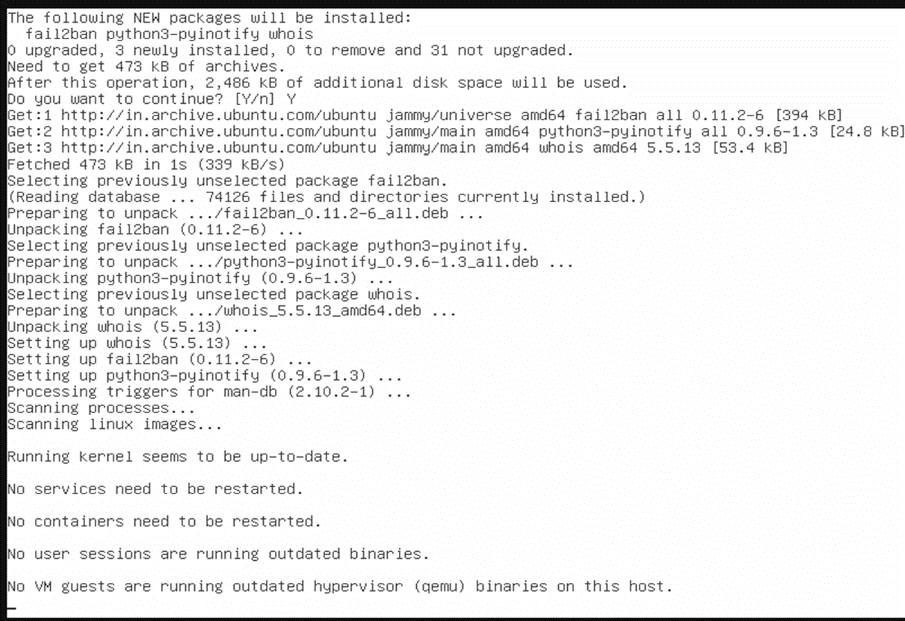 The following NEW packages will be installed:
  fail2ban python3-pyinotify whois
0 upgraded, 3 newly installed, 0 to remove and 31 not upgraded.
Need to get 473 kB of archives.
After this operation, 2,486 kB of additional disk space will be used.
Do you want to continue? [Y/n] Y
Get:1 http://in.archive.ubuntu.com/ubuntu jammy/universe amd64 fail2ban all 0.11.2-6 [394 kB]
Get:2 http://in.archive.ubuntu.com/ubuntu jammy/main amd64 python3-pyinotify all 0.9.6-1.3 [24.8 kB]
Get:3 http://in.archive.ubuntu.com/ubuntu jammy/main amd64 whois amd64 5.5.13 [53.4 kB]
Fetched 473 kB in 1s (339 kB/s)
Selecting previously unselected package fail2ban.
(Reading database ... 74126 files and directories currently installed.)
Preparing to unpack .../fail2ban_0.11.2-6_all.deb ...
Unpacking fail2ban (0.11.2-6) ...
Selecting previously unselected package python3-pyinotify.
Preparing to unpack .../python3-pyinotify_0.9.6-1.3_all.deb ...
Unpacking python3-pyinotify (0.9.6-1.3) ...
Selecting previously unselected package whois.
Preparing to unpack .../whois_5.5.13_amd64.deb ...
Unpacking whois (5.5.13) ...
Setting up whois (5.5.13) ...
Setting up fail2ban (0.11.2-6) ...
Setting up python3-pyinotify (0.9.6-1.3) ...
Processing triggers for man-db (2.10.2-1) ...
Scanning processes...
Scanning linux images...
Running kernel seems to be up-to-date.
No services need to be restarted.
No containers need to be restarted.
No user sessions are running outdated binaries.
No VM guests are running outdated hypervisor (qemu) binaries on this host.